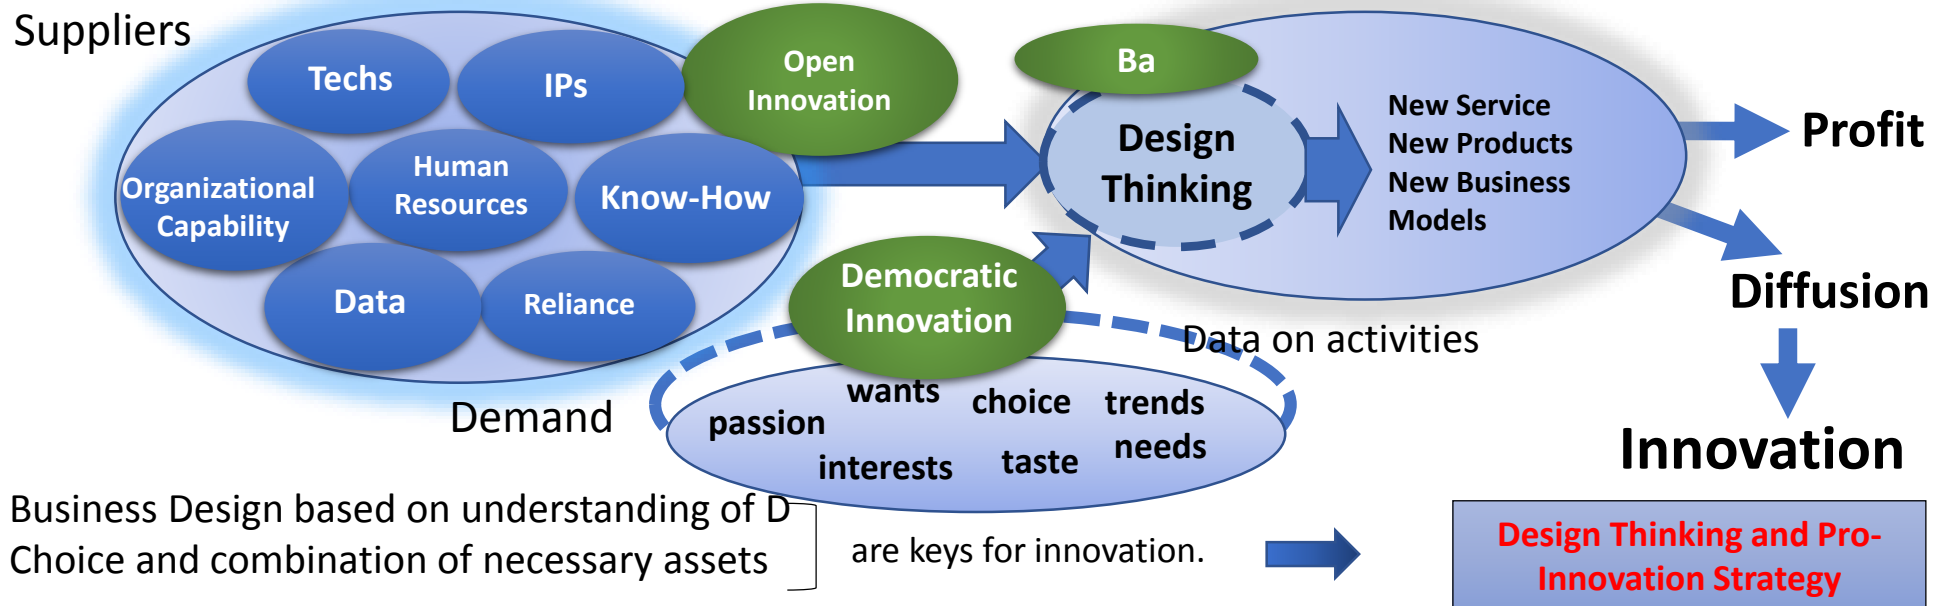 Suppliers
Techs
IPs
Organizational
Capability
Human
Resources
Know-How
Data
Reliance
Open
Innovation
Ba
Design
Thinking
New Service
New Products
New Business
Models
Profit
Diffusion
Innovation
Democratic
Innovation
Data on activities
Demand
passion
wants
choice
trends
interests
taste
needs
Business Design based on understanding of D
Choice and combination of necessary assets
are keys for innovation.
Design Thinking and Pro-
Innovation Strategy